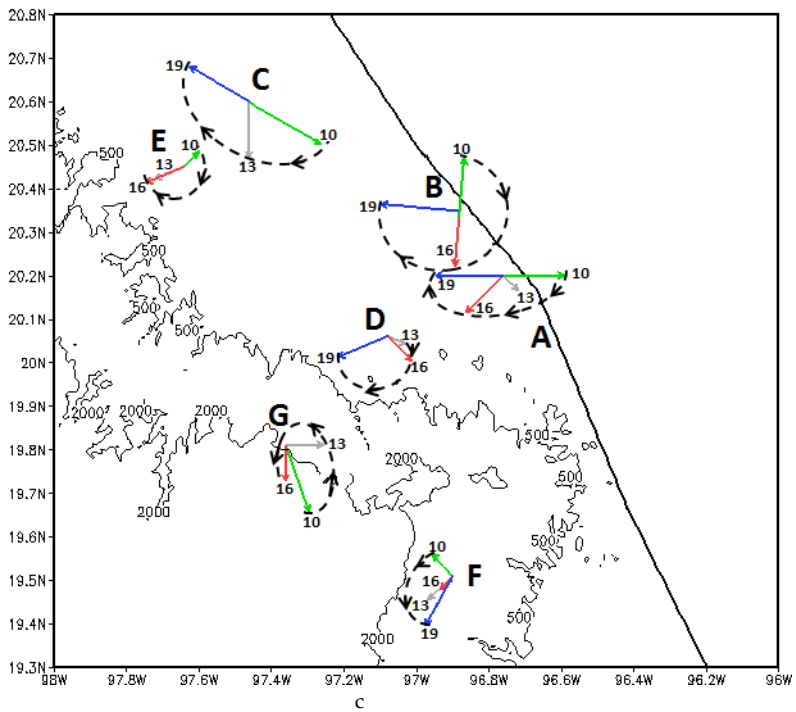 20.8N
20.7N
20.6N
20.5N
20.4N
20.3N
20.2N
20.1N
20N
19.9N
19.8N
19.7N
19.6N
19.5N
19.4N
19.3N
98W 97.8W 97.6W 97.4W 97.2W 97W 96.8W 96.6W 96.4W 96.2W 96W
19 C 10 13
E 10 13 16
500
10 B 19 16
10 19 13 16 A
500
500
D 13 19 16
G 13 16 10
2000 2000 2000
2000
2000
500
500
500
500
10 F 16 13 19
2000
c